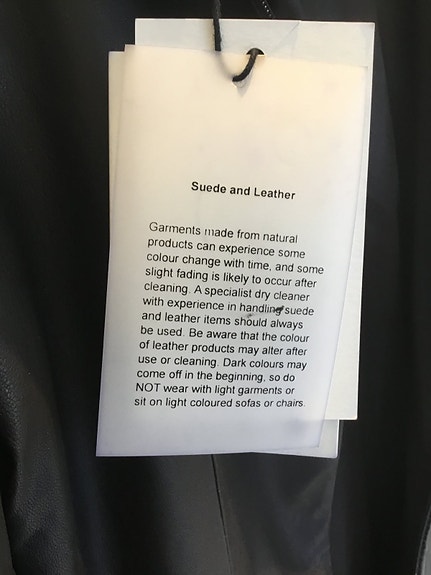 Suede and Leather
Garments made from natural
products can experience some
colour change with time, and some
slight fading is likely to occur after
cleaning. A specialist dry cleaner
with experience in handling suede
and leather items should always
be used. Be aware that the colour
of leather products may alter after
use or cleaning. Dark colours may
come off in the beginning, so do
NOT wear with light garments or
sit on light coloured sofas or chairs.